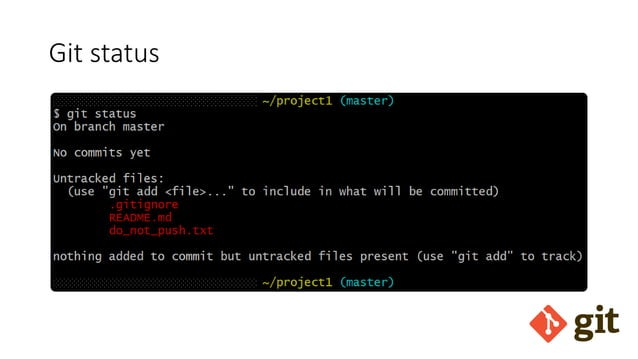 Git status
~/project1 (master)
$ git status
On branch master
No commits yet
Untracked files:
(use "git add <file>..." to include in what will be committed)
.gitignore
README.md
do_not_push.txt
nothing added to commit but untracked files present (use "git add" to track)
~/project1 (master)
git